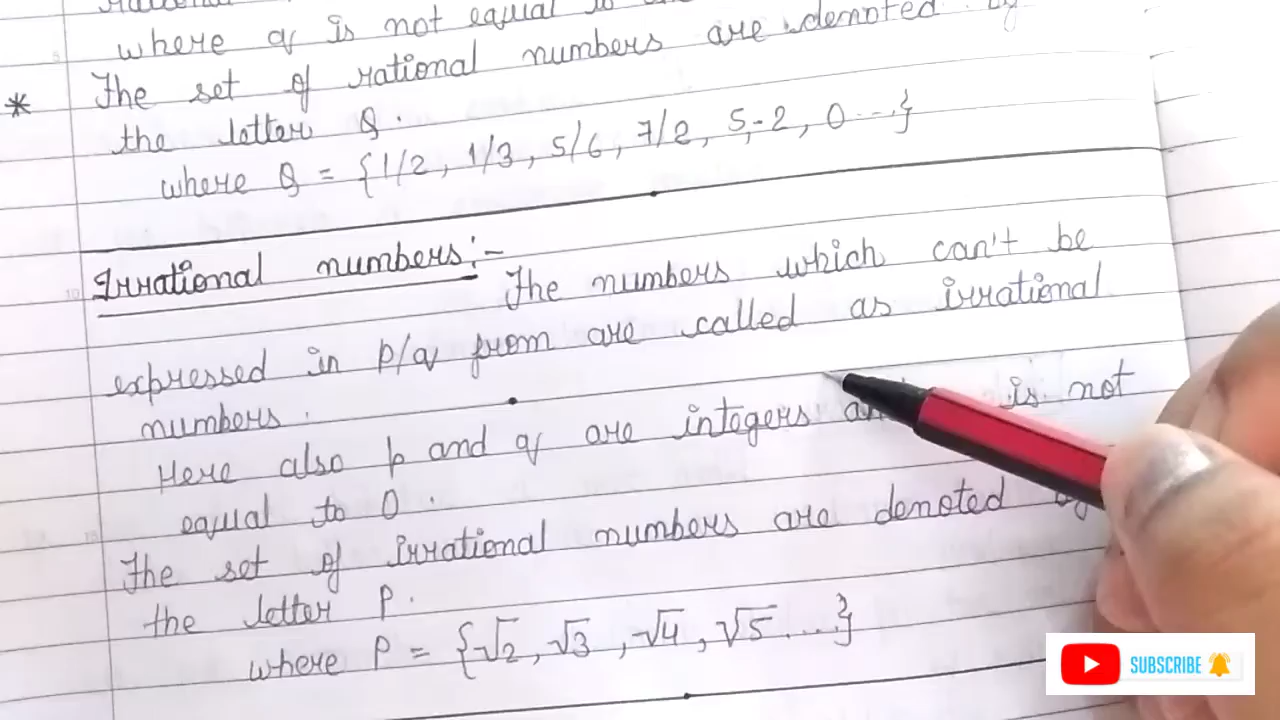 where q is not equal to
* The set of rational numbers are denoted by
the letter Q.
where Q = {1/2, 1/3, 5/6, 7/2, 5,-2, 0 ...}
Irrational numbers:-
The numbers which can't be
expressed in p/q from are called as irrational
numbers.
Here also p and q are integers is not
equal to 0.
The set of irrational numbers are denoted by
the letter P.
where P = {√2, √3, √4, √5 ...}
SUBSCRIBE